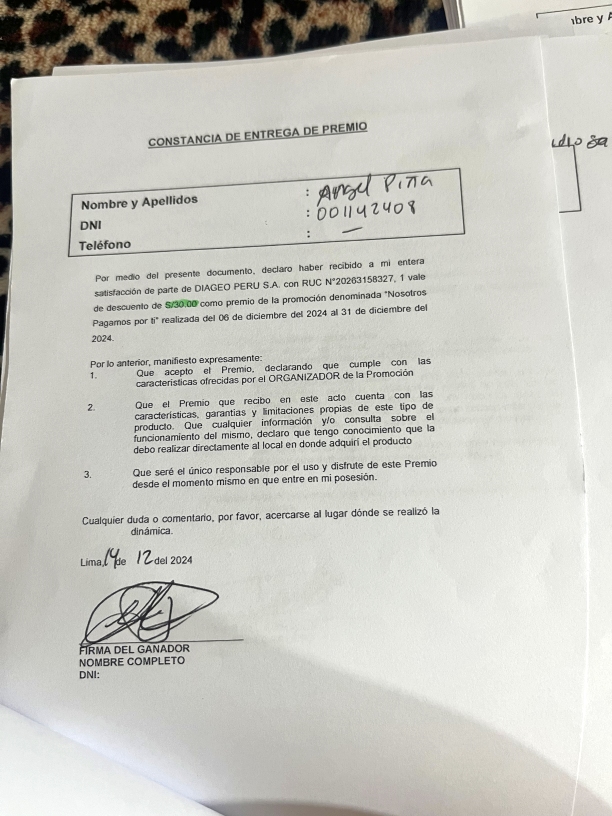 CONSTANCIA DE ENTREGA DE PREMIO
Nombre y Apellidos : Angel Piña
DNI : 001142408
Teléfono : —
Por medio del presente documento, declaro haber recibido a mi entera
satisfacción de parte de DIAGEO PERU S.A. con RUC N°20263158327, 1 vale
de descuento de S/30.00 como premio de la promoción denominada "Nosotros
Pagamos por ti" realizada del 06 de diciembre del 2024 al 31 de diciembre del
2024.
Por lo anterior, manifiesto expresamente:
1. Que acepto el Premio, declarando que cumple con las
características ofrecidas por el ORGANIZADOR de la Promoción
2. Que el Premio que recibo en este acto cuenta con las
características, garantías y limitaciones propias de este tipo de
producto. Que cualquier información y/o consulta sobre el
funcionamiento del mismo, declaro que tengo conocimiento que la
debo realizar directamente al local en donde adquirí el producto
3. Que seré el único responsable por el uso y disfrute de este Premio
desde el momento mismo en que entre en mi posesión.
Cualquier duda o comentario, por favor, acercarse al lugar dónde se realizó la
dinámica.
Lima, 14 de 12 del 2024
FIRMA DEL GANADOR
NOMBRE COMPLETO
DNI: